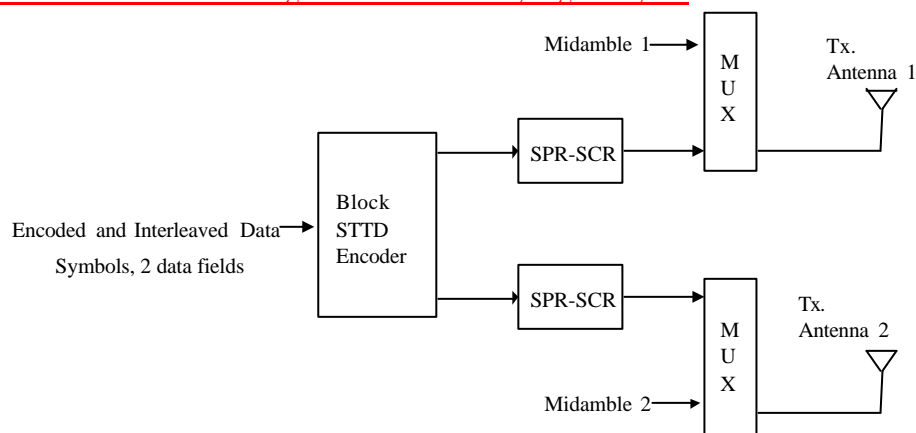 Midamble 1
M
U
X
Tx.
Antenna 1
SPR-SCR
Block
STTD
Encoder
Encoded and Interleaved Data
Symbols, 2 data fields
SPR-SCR
M
U
X
Tx.
Antenna 2
Midamble 2